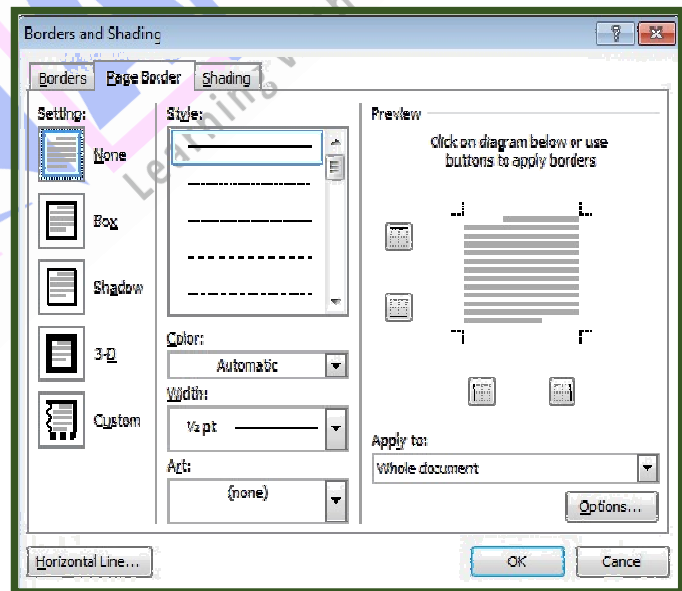 Borders and Shading
Borders Page Border Shading
Setting:
None
Box
Shadow
3-D
Custom
Style:
Color:
Automatic
Width:
½ pt
Art:
(none)
Preview
Click on diagram below or use
buttons to apply borders
Apply to:
Whole document
Options...
Horizontal Line...
OK
Cance
Learning